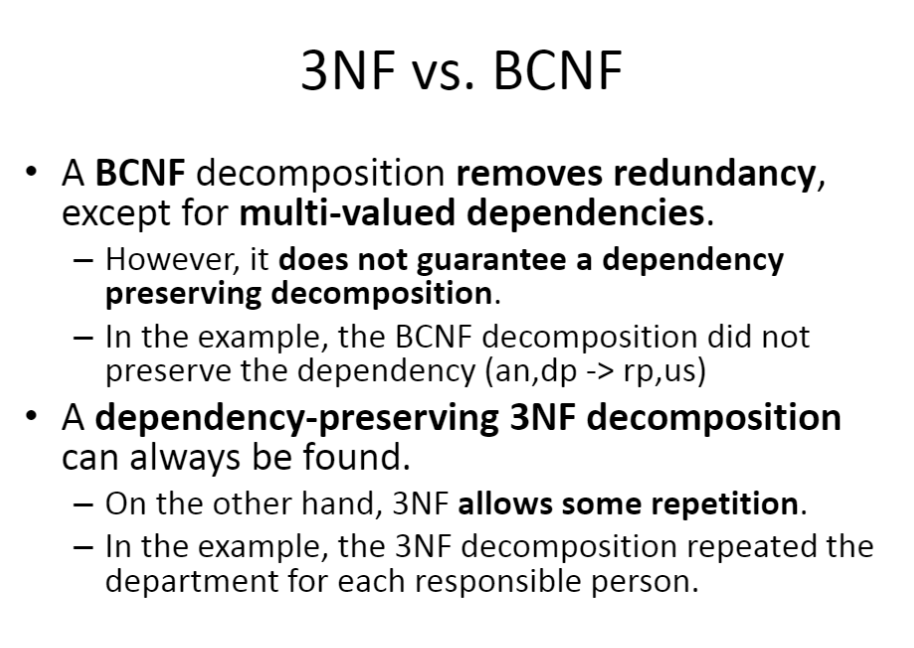 3NF vs. BCNF
• A BCNF decomposition removes redundancy,
except for multi-valued dependencies.
– However, it does not guarantee a dependency
preserving decomposition.
– In the example, the BCNF decomposition did not
preserve the dependency (an,dp -> rp,us)
• A dependency-preserving 3NF decomposition
can always be found.
– On the other hand, 3NF allows some repetition.
– In the example, the 3NF decomposition repeated the
department for each responsible person.